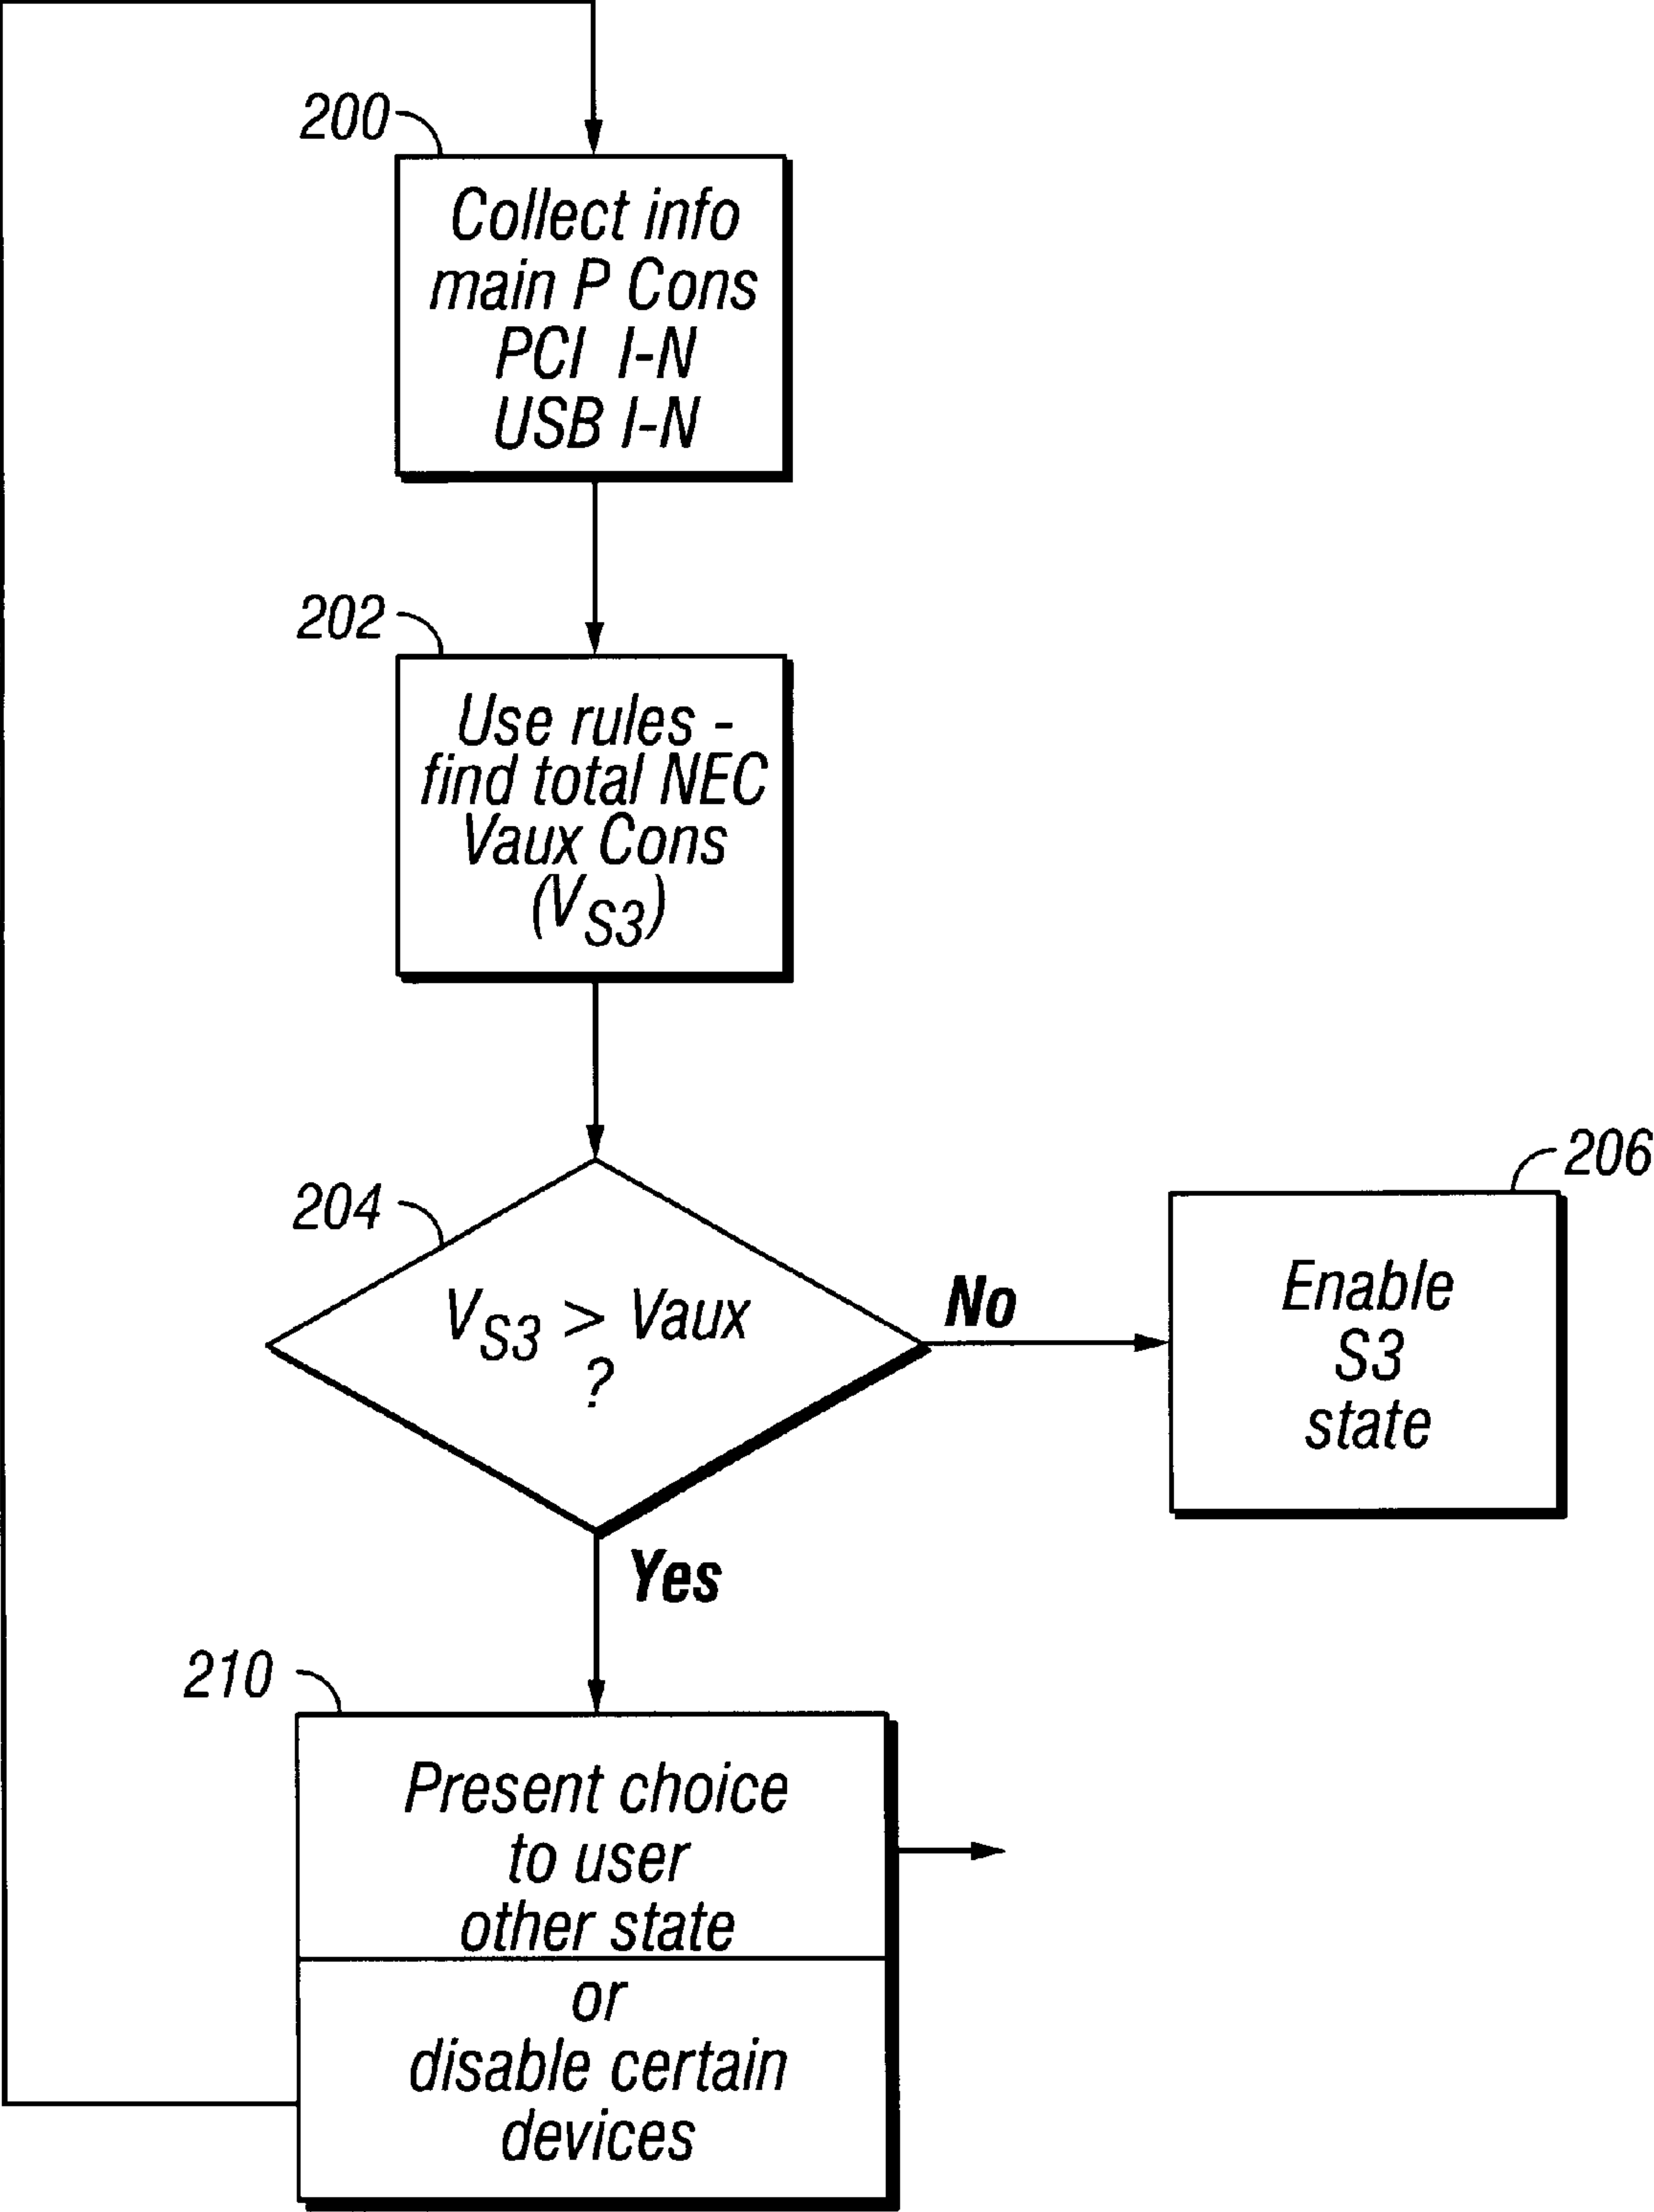 200
Collect info
main P Cons
PCI I-N
USB I-N
202
Use rules -
find total NEC
Vaux Cons
(VS3)
204
VS3 > Vaux
?
No
206
Enable
S3
state
Yes
210
Present choice
to user
other state
or
disable certain
devices